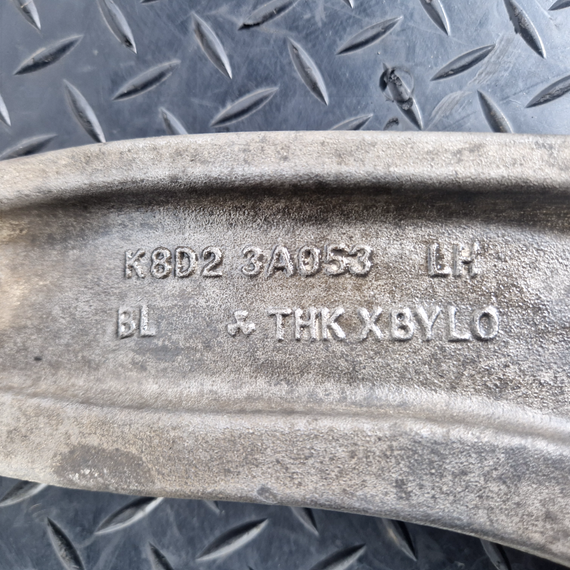 K8D2 3A053 LH
BL THK XBYLO